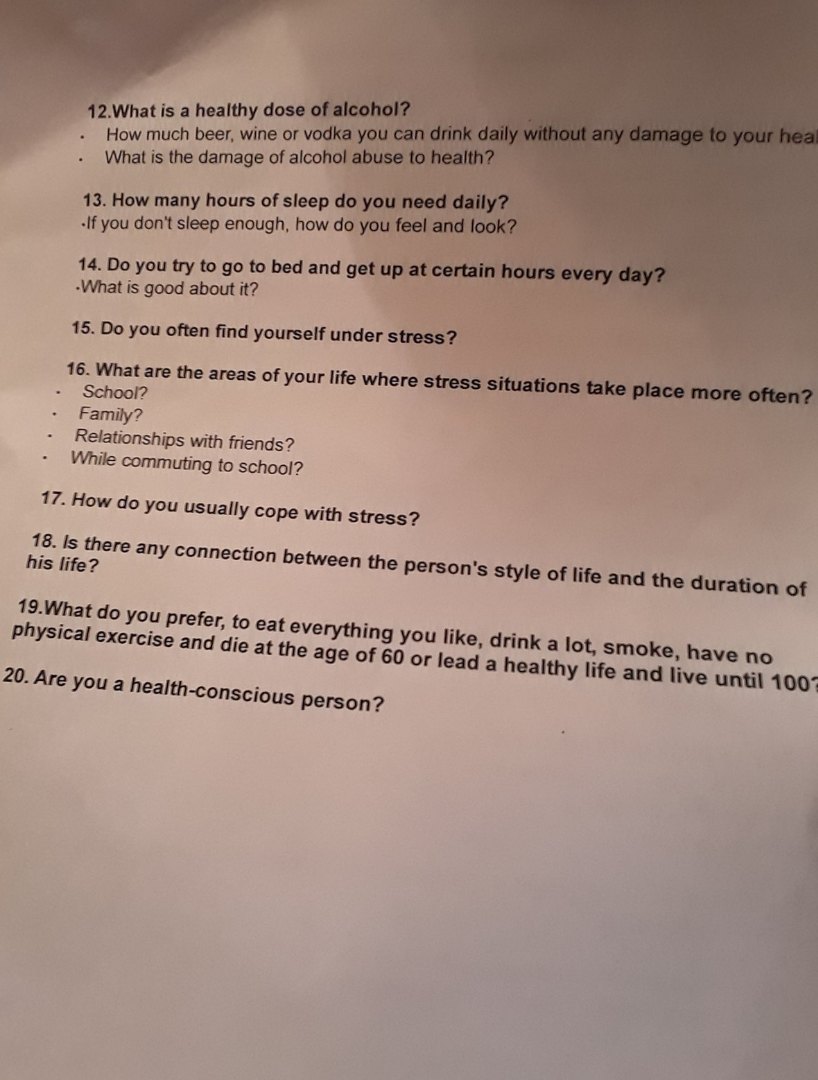 12.What is a healthy dose of alcohol?
· How much beer, wine or vodka you can drink daily without any damage to your heal
· What is the damage of alcohol abuse to health?
13. How many hours of sleep do you need daily?
·If you don't sleep enough, how do you feel and look?
14. Do you try to go to bed and get up at certain hours every day?
·What is good about it?
15. Do you often find yourself under stress?
16. What are the areas of your life where stress situations take place more often?
· School?
· Family?
· Relationships with friends?
· While commuting to school?
17. How do you usually cope with stress?
18. Is there any connection between the person's style of life and the duration of
his life?
19.What do you prefer, to eat everything you like, drink a lot, smoke, have no
physical exercise and die at the age of 60 or lead a healthy life and live until 100?
20. Are you a health-conscious person?